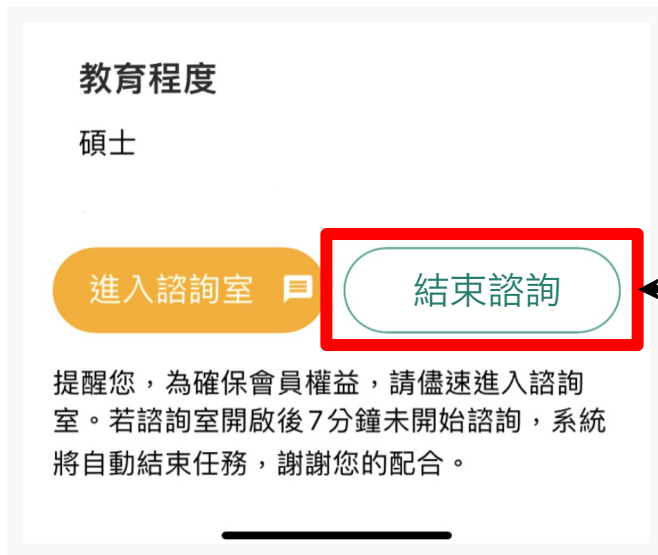 教育程度
碩士
進入諮詢室
結束諮詢
提醒您，為確保會員權益，請儘速進入諮詢
室。若諮詢室開啟後7分鐘未開始諮詢，系統
將自動結束任務，謝謝您的配合。